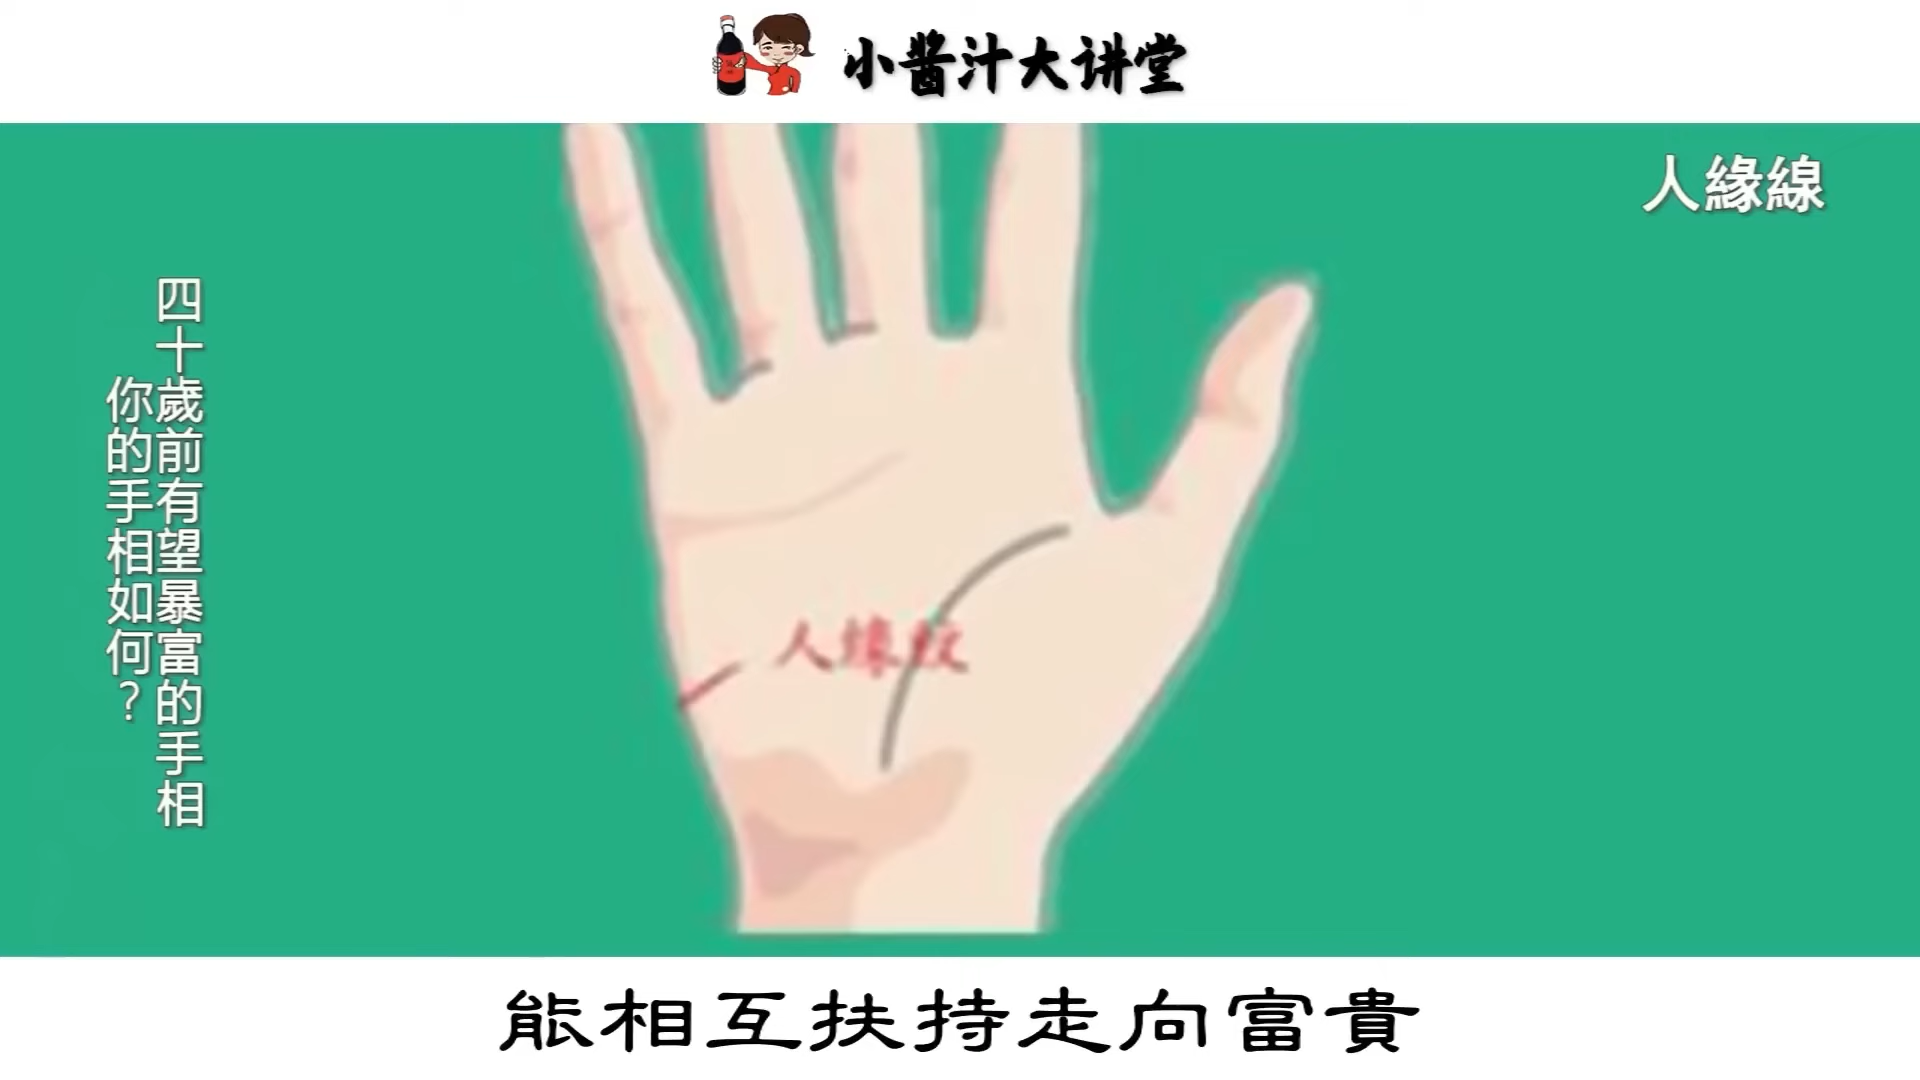 小酱汁大讲堂
人緣線
四十歲前有望暴富的手相
你的手相如何？
人緣紋
能相互扶持走向富貴